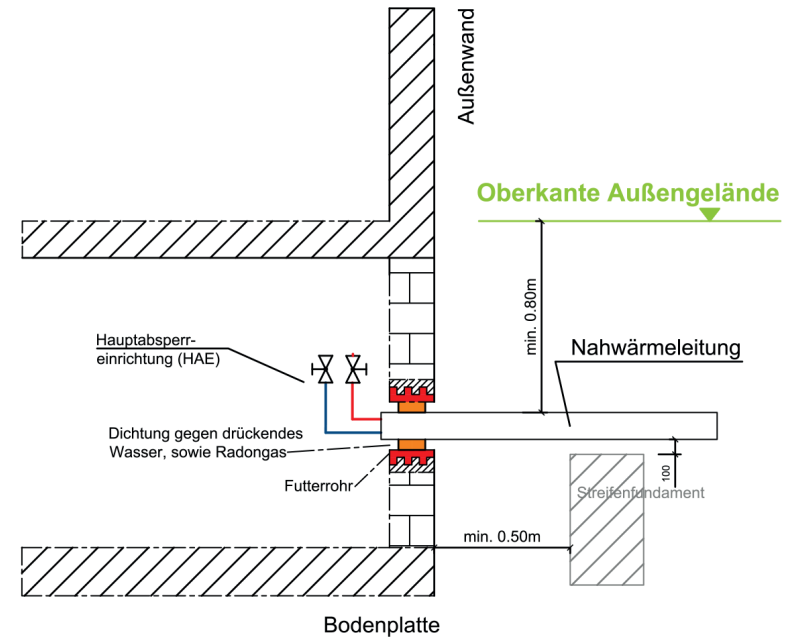 Außenwand
Oberkante Außengelände
min. 0.80m
Hauptabsperr-
einrichtung (HAE)
Nahwärmeleitung
Dichtung gegen drückendes
Wasser, sowie Radongas
Futterrohr
100
Streifenfundament
min. 0.50m
Bodenplatte